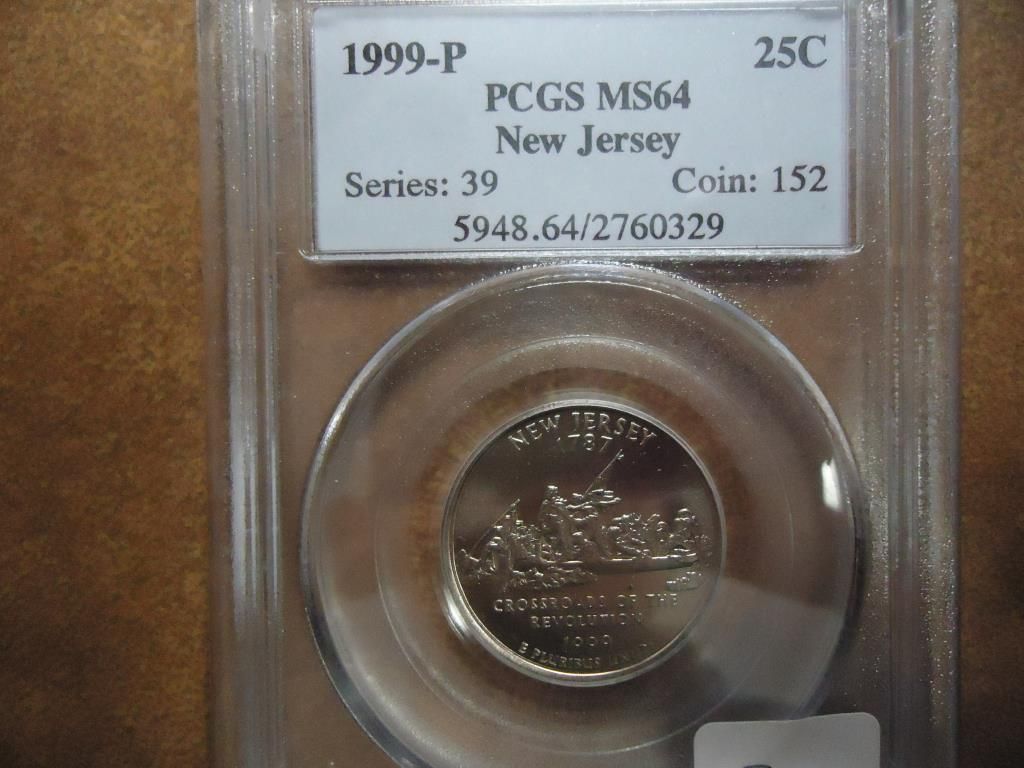 1999-P 25C
PCGS MS64
New Jersey
Series: 39 Coin: 152
5948.64/2760329
NEW JERSEY
1787
CROSSROADS OF THE
REVOLUTION
1999
E PLURIBUS UNUM